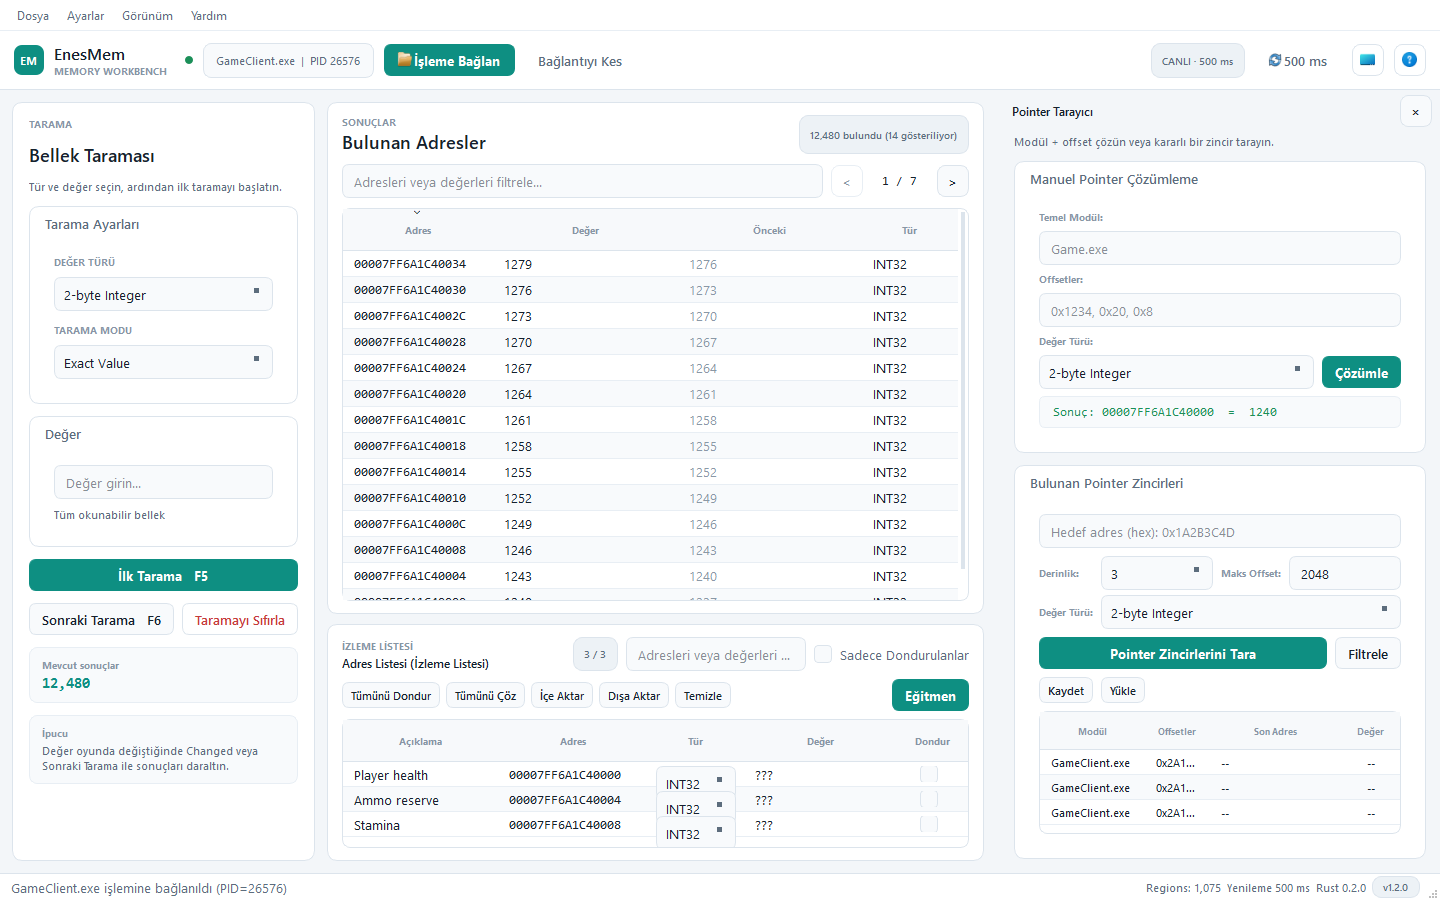 Dosya Ayarlar Görünüm Yardım
EM
EnesMem
MEMORY WORKBENCH
GameClient.exe | PID 26576
İşleme Bağlan
Bağlantıyı Kes
CANLI · 500 ms
500 ms
?
TARAMA
Bellek Taraması
Tür ve değer seçin, ardından ilk taramayı başlatın.
Tarama Ayarları
DEĞER TÜRÜ
2-byte Integer
TARAMA MODU
Exact Value
Değer
Değer girin...
Tüm okunabilir bellek
İlk Tarama F5
Sonraki Tarama F6
Taramayı Sıfırla
Mevcut sonuçlar
12,480
İpucu
Değer oyunda değiştiğinde Changed veya
Sonraki Tarama ile sonuçları daraltın.
SONUÇLAR
Bulunan Adresler
12,480 bulundu (14 gösteriliyor)
Adresleri veya değerleri filtrele...
< 1 / 7 >
Adres Değer Önceki Tür
00007FF6A1C40034 1279 1276 INT32
00007FF6A1C40030 1276 1273 INT32
00007FF6A1C4002C 1273 1270 INT32
00007FF6A1C40028 1270 1267 INT32
00007FF6A1C40024 1267 1264 INT32
00007FF6A1C40020 1264 1261 INT32
00007FF6A1C4001C 1261 1258 INT32
00007FF6A1C40018 1258 1255 INT32
00007FF6A1C40014 1255 1252 INT32
00007FF6A1C40010 1252 1249 INT32
00007FF6A1C4000C 1249 1246 INT32
00007FF6A1C40008 1246 1243 INT32
00007FF6A1C40004 1243 1240 INT32
İZLEME LİSTESİ
Adres Listesi (İzleme Listesi)
3 / 3
Adresleri veya değerleri ...
Sadece Dondurulanlar
Tümünü Dondur
Tümünü Çöz
İçe Aktar
Dışa Aktar
Temizle
Eğitmen
Açıklama Adres Tür Değer Dondur
Player health 00007FF6A1C40000 INT32 ???
Ammo reserve 00007FF6A1C40004 INT32 ???
Stamina 00007FF6A1C40008 INT32 ???
Pointer Tarayıcı
×
Modül + offset çözün veya kararlı bir zincir tarayın.
Manuel Pointer Çözümleme
Temel Modül:
Game.exe
Offsetler:
0x1234, 0x20, 0x8
Değer Türü:
2-byte Integer
Çözümle
Sonuç: 00007FF6A1C40000 = 1240
Bulunan Pointer Zincirleri
Hedef adres (hex): 0x1A2B3C4D
Derinlik: 3 Maks Offset: 2048
Değer Türü: 2-byte Integer
Pointer Zincirlerini Tara
Filtrele
Kaydet
Yükle
Modül Offsetler Son Adres Değer
GameClient.exe 0x2A1... -- --
GameClient.exe 0x2A1... -- --
GameClient.exe 0x2A1... -- --
GameClient.exe işlemine bağlanıldı (PID=26576)
Regions: 1,075 Yenileme 500 ms Rust 0.2.0 v1.2.0